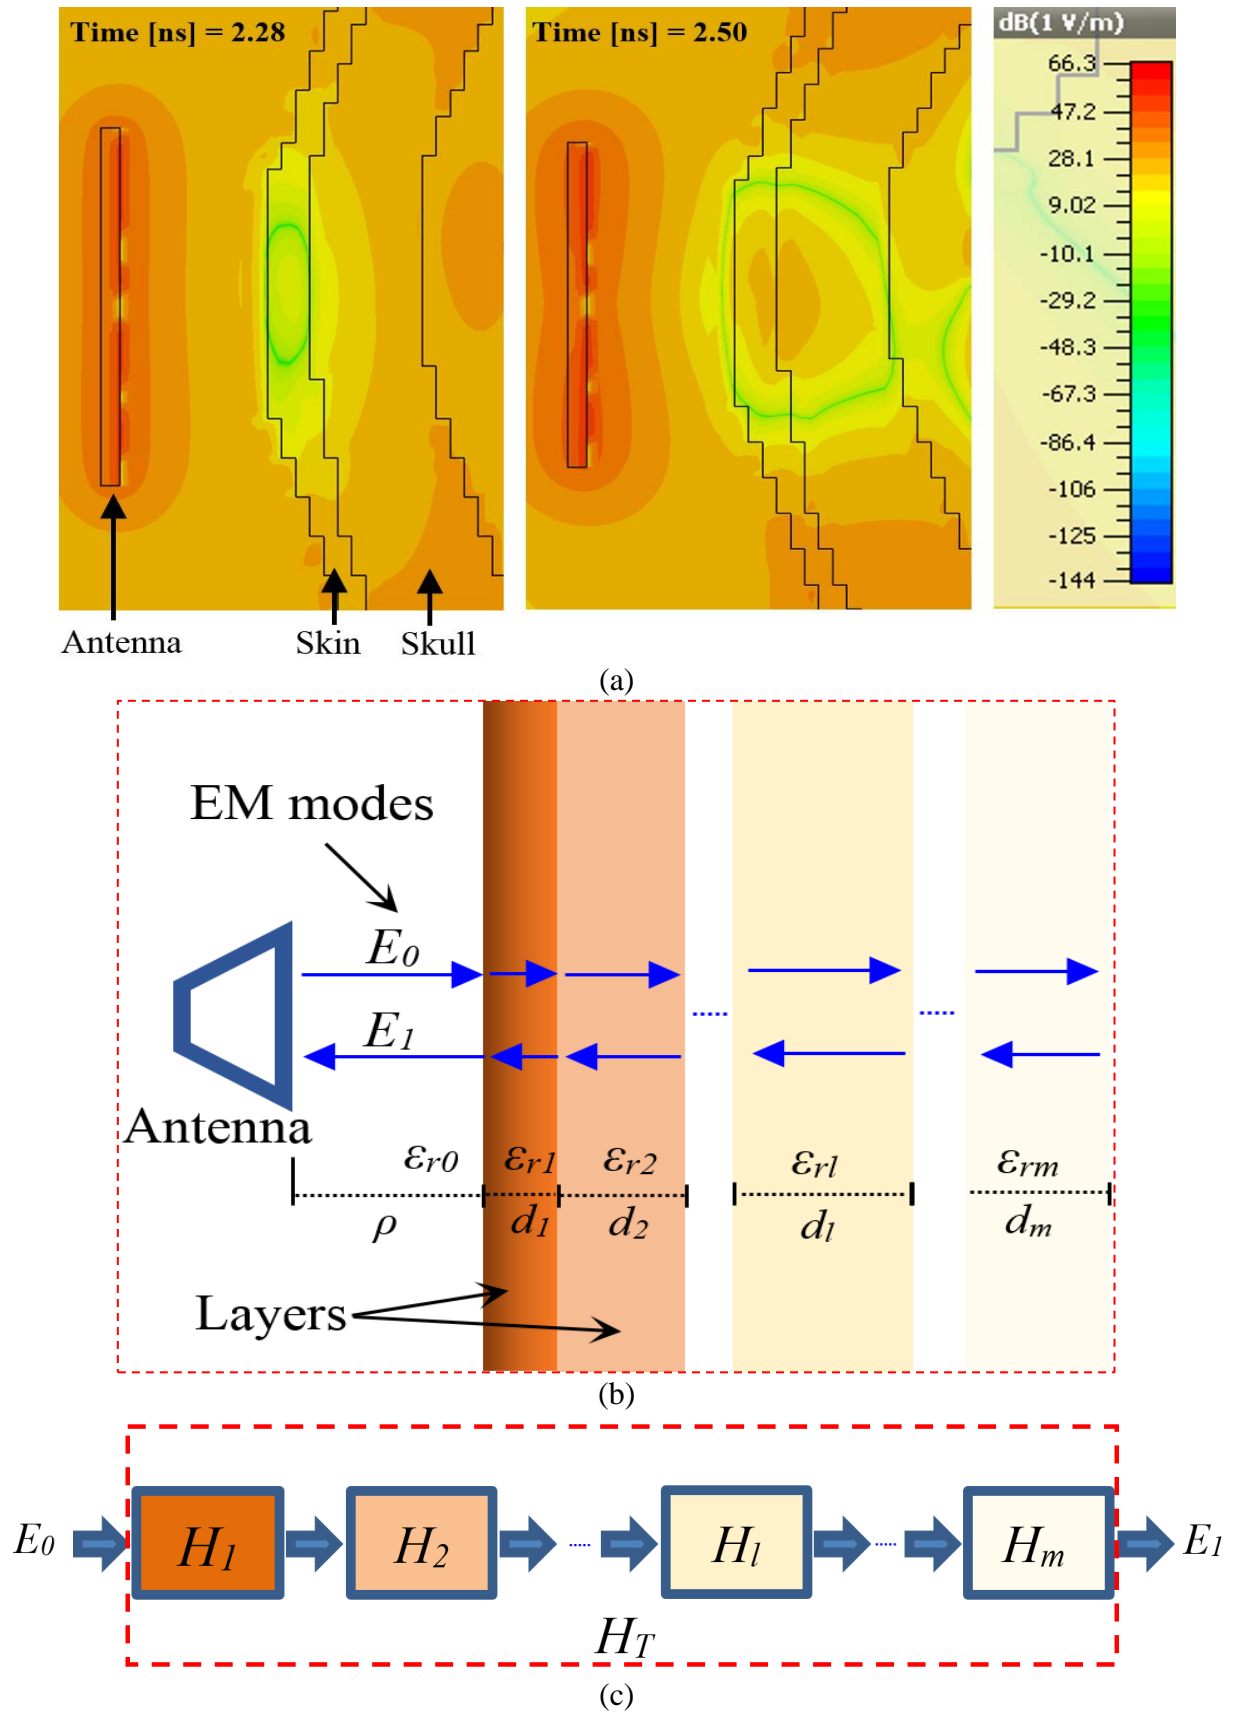 Time [ns] = 2.28
Time [ns] = 2.50
dB(1 V/m)
66.3
47.2
28.1
9.02
-10.1
-29.2
-48.3
-67.3
-86.4
-106
-125
-144
Antenna
Skin
Skull
(a)
EM modes
E0
E1
Antenna
εr0 εr1 εr2 εrl εrm
ρ d1 d2 dl dm
Layers
(b)
E0 H1 H2 Hl Hm E1
HT
(c)